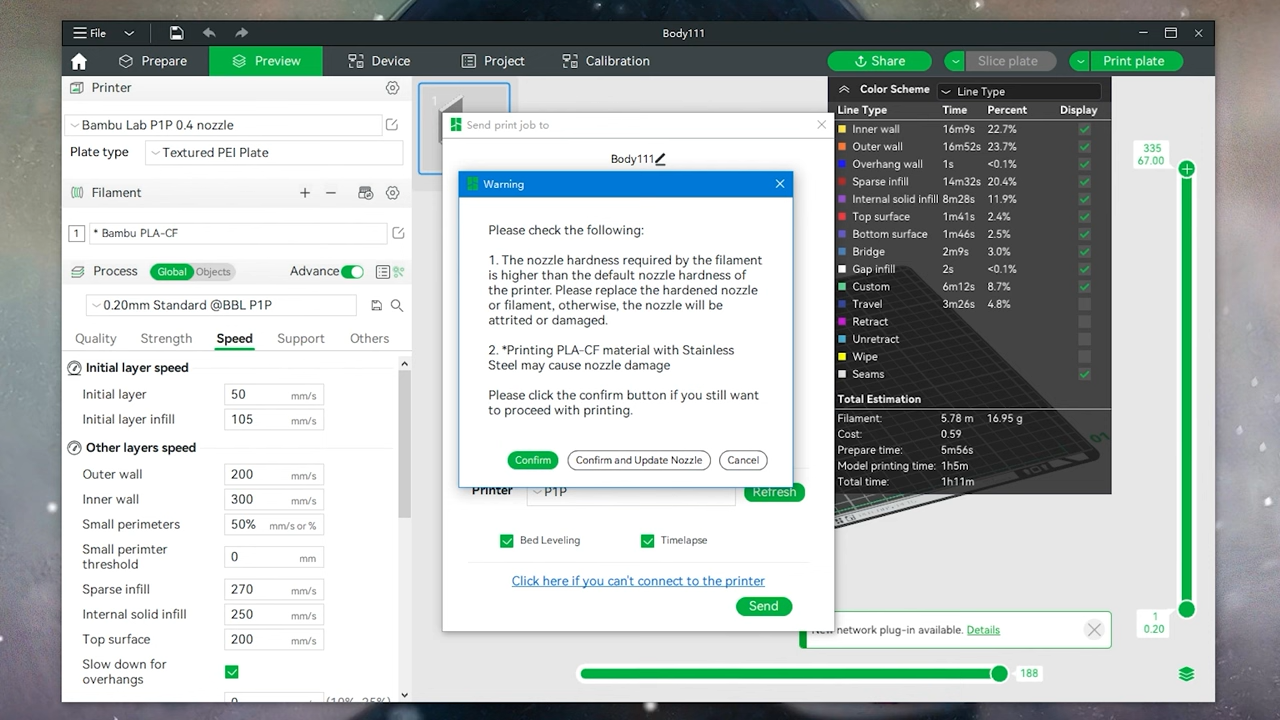 File
Body111
Prepare
Preview
Device
Project
Calibration
Share
Slice plate
Print plate
Printer
Bambu Lab P1P 0.4 nozzle
Plate type
Textured PEI Plate
Filament
1
* Bambu PLA-CF
Process
Global
Objects
Advance
0.20mm Standard @BBL P1P
Quality
Strength
Speed
Support
Others
Initial layer speed
Initial layer 50 mm/s
Initial layer infill 105 mm/s
Other layers speed
Outer wall 200 mm/s
Inner wall 300 mm/s
Small perimeters 50% mm/s or %
Small perimter
threshold
0 mm
Sparse infill 270 mm/s
Internal solid infill 250 mm/s
Top surface 200 mm/s
Slow down for
overhangs
1
Send print job to
Body111
Warning
Please check the following:
1. The nozzle hardness required by the filament
is higher than the default nozzle hardness of
the printer. Please replace the hardened nozzle
or filament, otherwise, the nozzle will be
attrited or damaged.
2. *Printing PLA-CF material with Stainless
Steel may cause nozzle damage
Please click the confirm button if you still want
to proceed with printing.
Confirm
Confirm and Update Nozzle
Cancel
Printer
P1P
Refresh
Bed Leveling
Timelapse
Click here if you can't connect to the printer
Send
Color Scheme
Line Type
Line Type Time Percent Display
Inner wall 16m9s 22.7%
Outer wall 16m52s 23.7%
Overhang wall 1s <0.1%
Sparse infill 14m32s 20.4%
Internal solid infill 8m28s 11.9%
Top surface 1m41s 2.4%
Bottom surface 1m46s 2.5%
Bridge 2m9s 3.0%
Gap infill 2s <0.1%
Custom 6m12s 8.7%
Travel 3m26s 4.8%
Retract
Unretract
Wipe
Seams
Total Estimation
Filament: 5.78 m 16.95 g
Cost: 0.59
Prepare time: 5m56s
Model printing time: 1h5m
Total time: 1h11m
01
335
67.00
1
0.20
New network plug-in available. Details
188